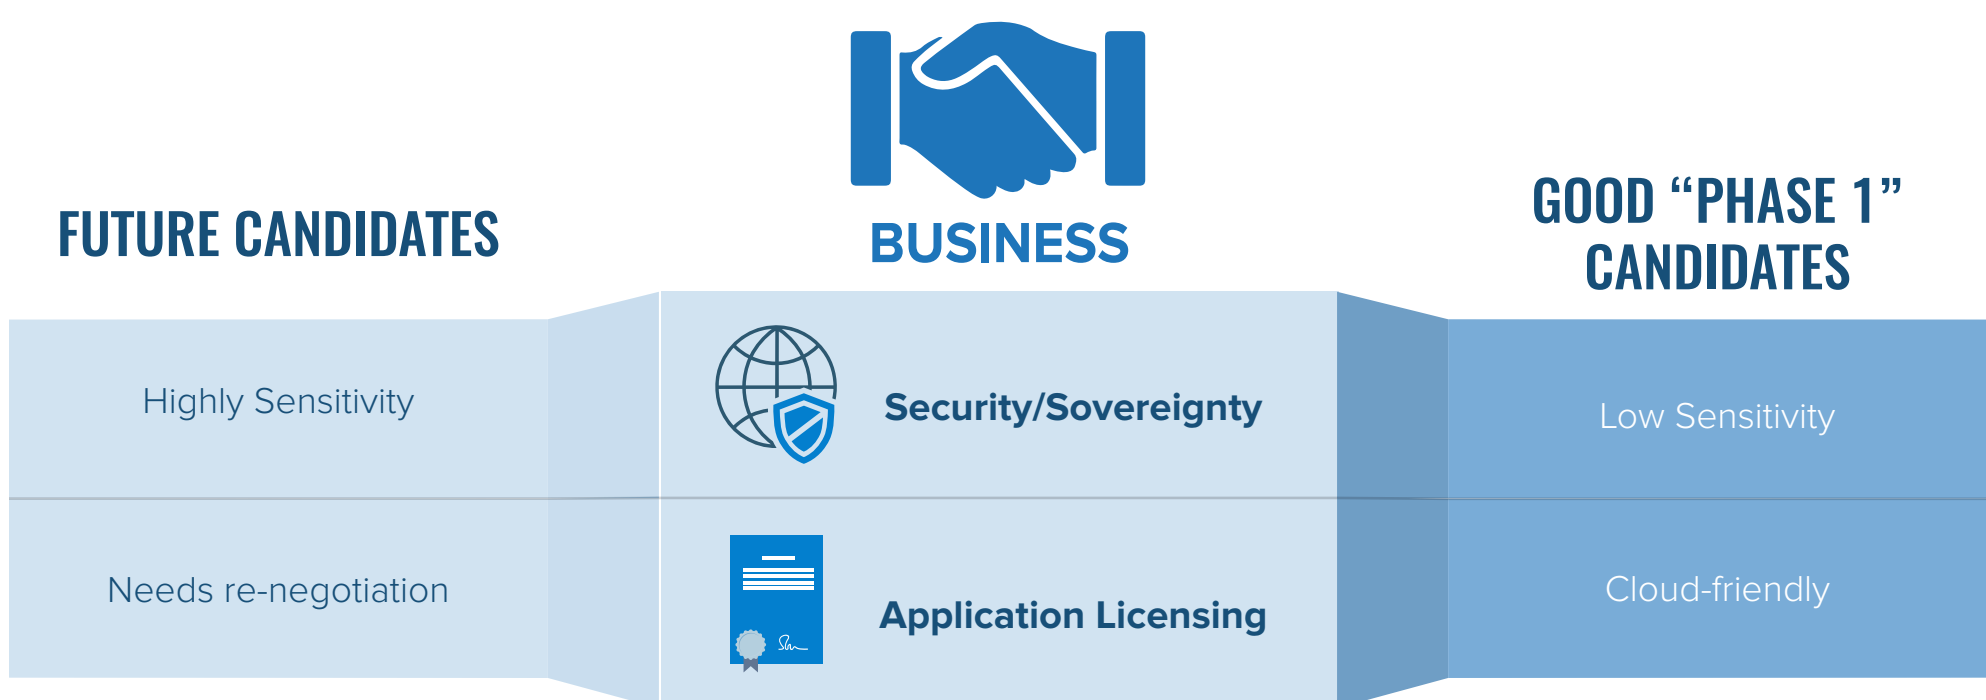 FUTURE CANDIDATES
BUSINESS
GOOD “PHASE 1”
CANDIDATES
Highly Sensitivity
Security/Sovereignty
Low Sensitivity
Needs re-negotiation
Application Licensing
Cloud-friendly